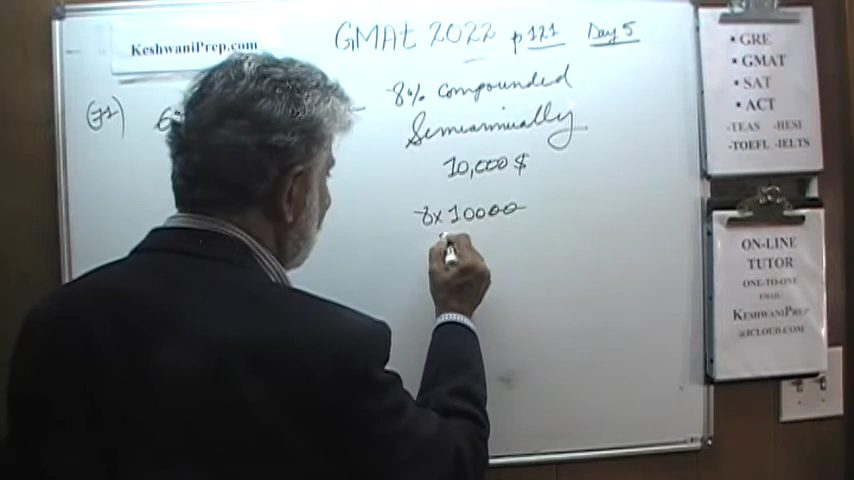 KeshwaniPrep.com
GMAt 2022 p121 Day 5
8% compounded
Semiannually
10,000 $
8x 10000
• GRE
• GMAT
• SAT
• ACT
-TEAS -HESI
-TOEFL -IELTS
ON-LINE
TUTOR
ONE-TO-ONE
EMAIL:
KESHWANIPREP
@ICLOUD.COM